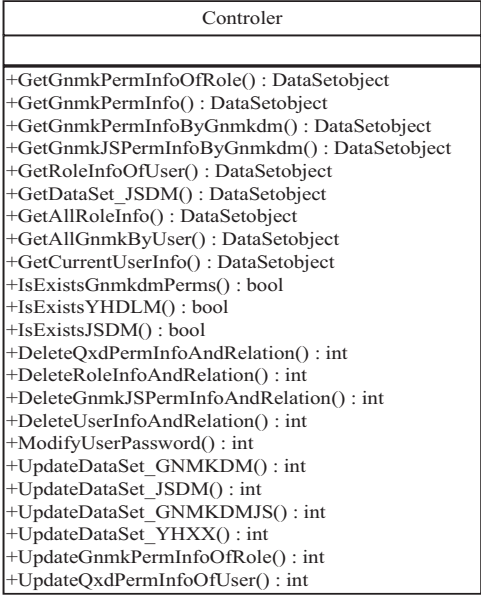 Controler
+GetGnmkPermInfoOfRole() : DataSetobject
+GetGnmkPermInfo() : DataSetobject
+GetGnmkPermInfoByGnmkdm() : DataSetobject
+GetGnmkJSPermInfoByGnmkdm() : DataSetobject
+GetRoleInfoOfUser() : DataSetobject
+GetDataSet_JSDM() : DataSetobject
+GetAllRoleInfo() : DataSetobject
+GetAllGnmkByUser() : DataSetobject
+GetCurrentUserInfo() : DataSetobject
+IsExistsGnmkdmPerms() : bool
+IsExistsYHDLM() : bool
+IsExistsJSDM() : bool
+DeleteQxdPermInfoAndRelation() : int
+DeleteRoleInfoAndRelation() : int
+DeleteGnmkJSPermInfoAndRelation() : int
+DeleteUserInfoAndRelation() : int
+ModifyUserPassword() : int
+UpdateDataSet_GNMKDM() : int
+UpdateDataSet_JSDM() : int
+UpdateDataSet_GNMKDMJS() : int
+UpdateDataSet_YHXX() : int
+UpdateGnmkPermInfoOfRole() : int
+UpdateQxdPermInfoOfUser() : int